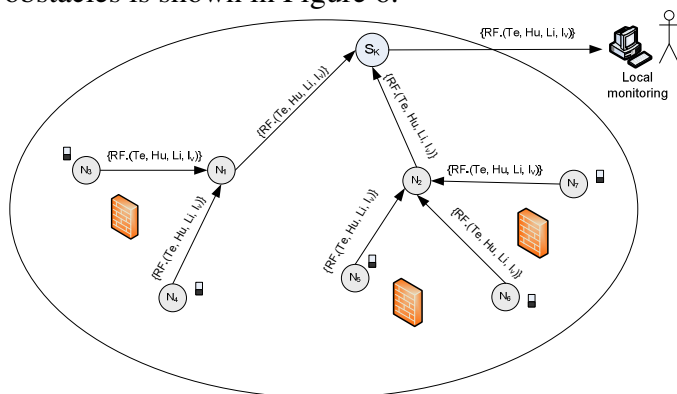 obstacles is shown in Figure 6.
{RF.(Te, Hu, Li, Iv)}
SK
Local
monitoring
{RF.(Te, Hu, Li, Iv)}
{RF.(Te, Hu, Li, Iv)}
{RF.(Te, Hu, Li, Iv)}
N3
N1
{RF.(Te, Hu, Li, Iv)}
N2
N7
{RF.(Te, Hu, Li, Iv)}
{RF.(Te, Hu, Li, Iv)}
{RF.(Te, Hu, Li, Iv)}
N4
N5
N6